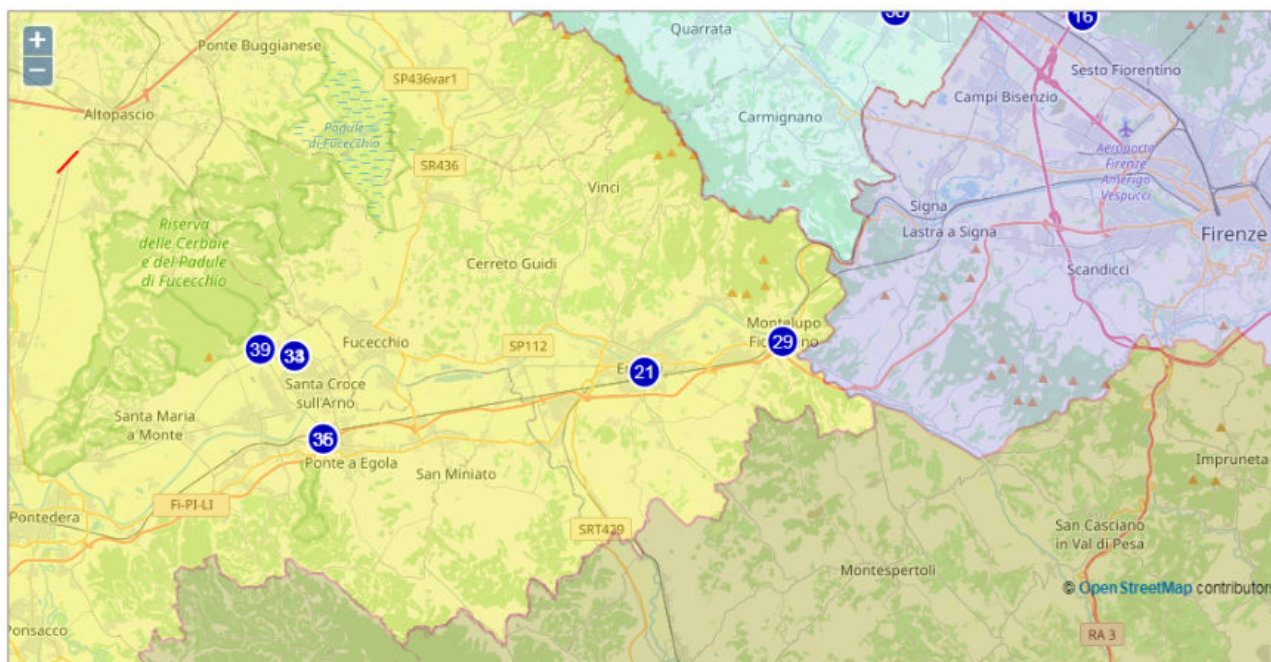 +
−
Ponte Buggianese
Quarrata
16
SP436var1
Sesto Fiorentino
Campi Bisenzio
Altopascio
Carmignano
Padule
di Fucecchio
Aeroporto
Firenze
Amerigo
Vespucci
SR436
Vinci
Signa
Riserva
delle Cerbaie
e del Padule
di Fucecchio
Lastra a Signa
Firenze
Cerreto Guidi
Scandicci
Montelupo
29
39
Fucecchio
SP112
21
Santa Croce
sull'Arno
Santa Maria
a Monte
Ponte a Egola
San Miniato
Impruneta
Fi-PI-LI
Pontedera
SRT429
San Casciano
in Val di Pesa
Montespertoli
© OpenStreetMap contributors
Ponsacco
RA 3